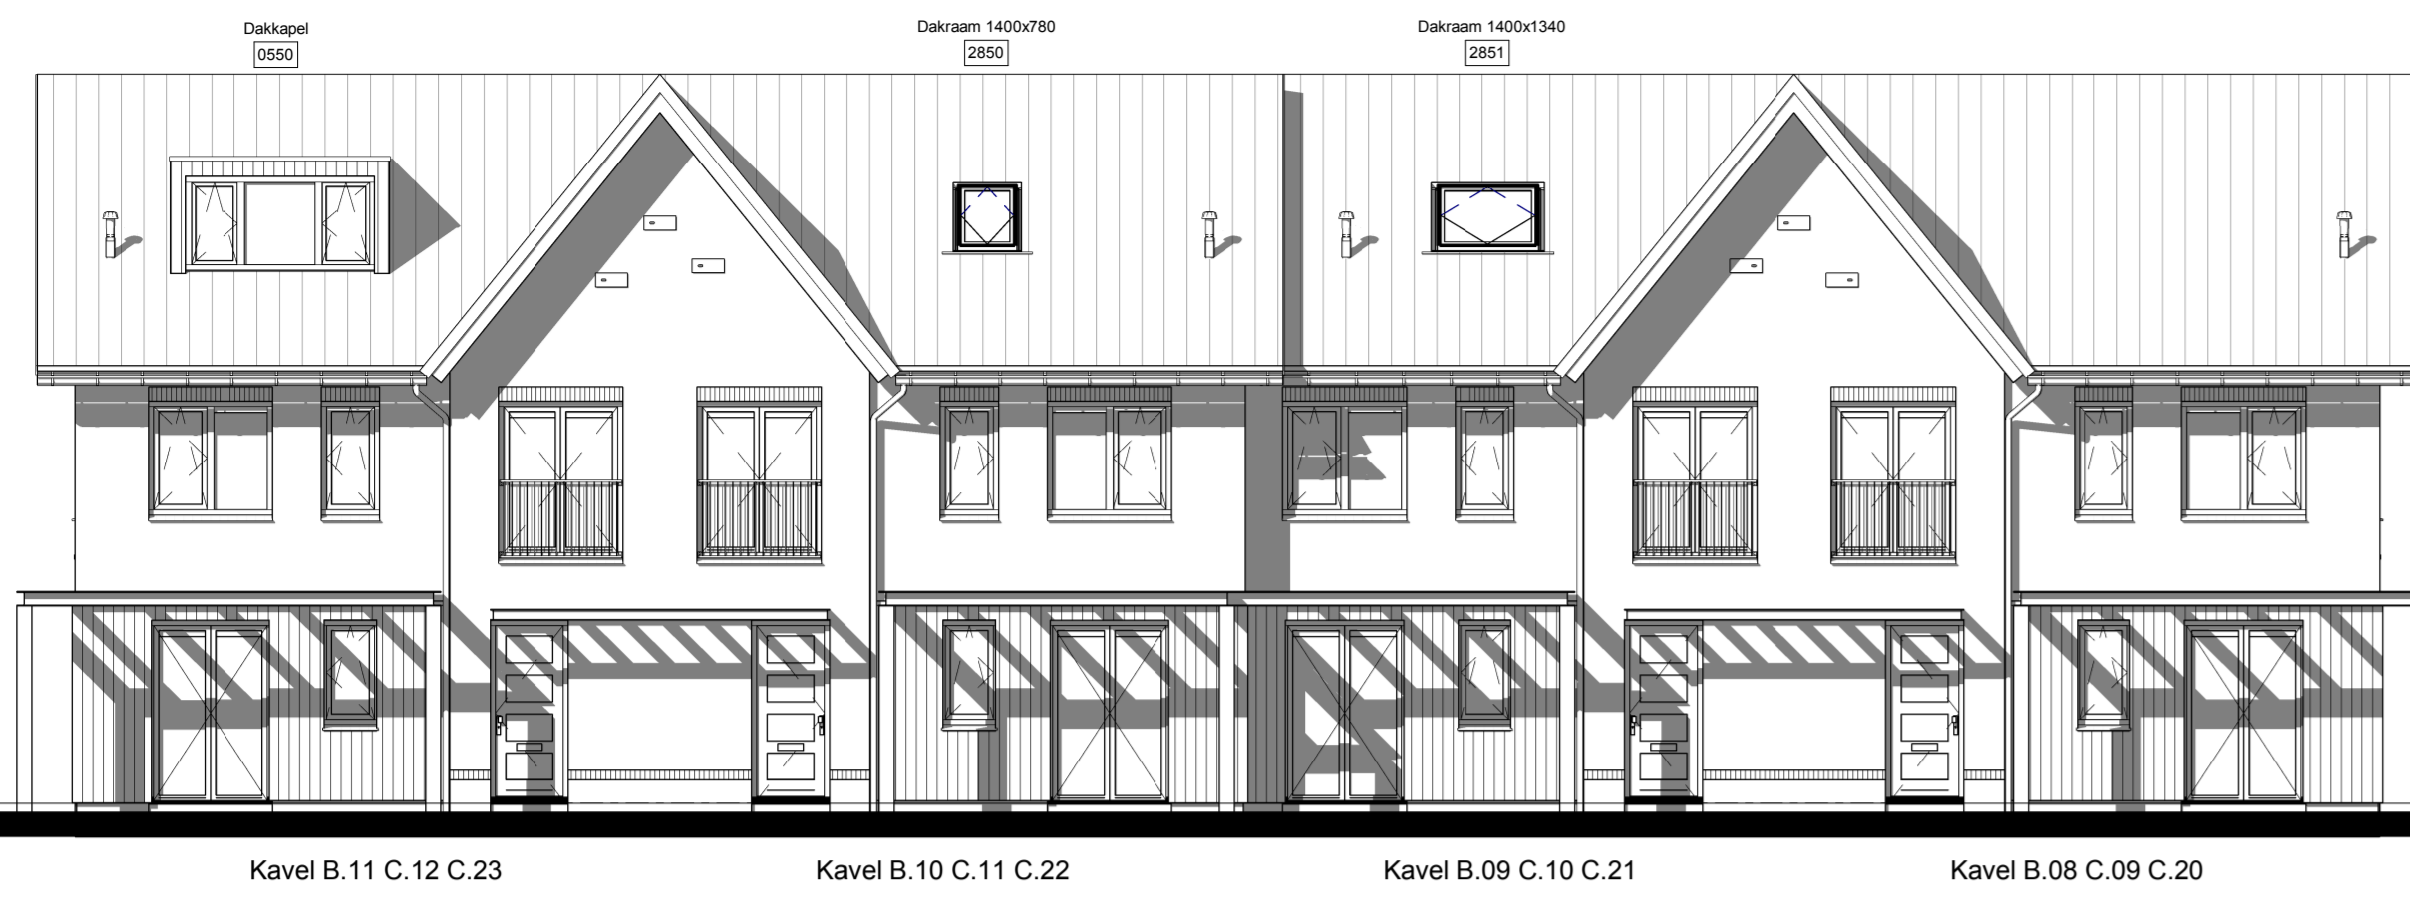 Dakkapel
0550
Dakraam 1400x780
2850
Dakraam 1400x1340
2851
Kavel B.11 C.12 C.23
Kavel B.10 C.11 C.22
Kavel B.09 C.10 C.21
Kavel B.08 C.09 C.20